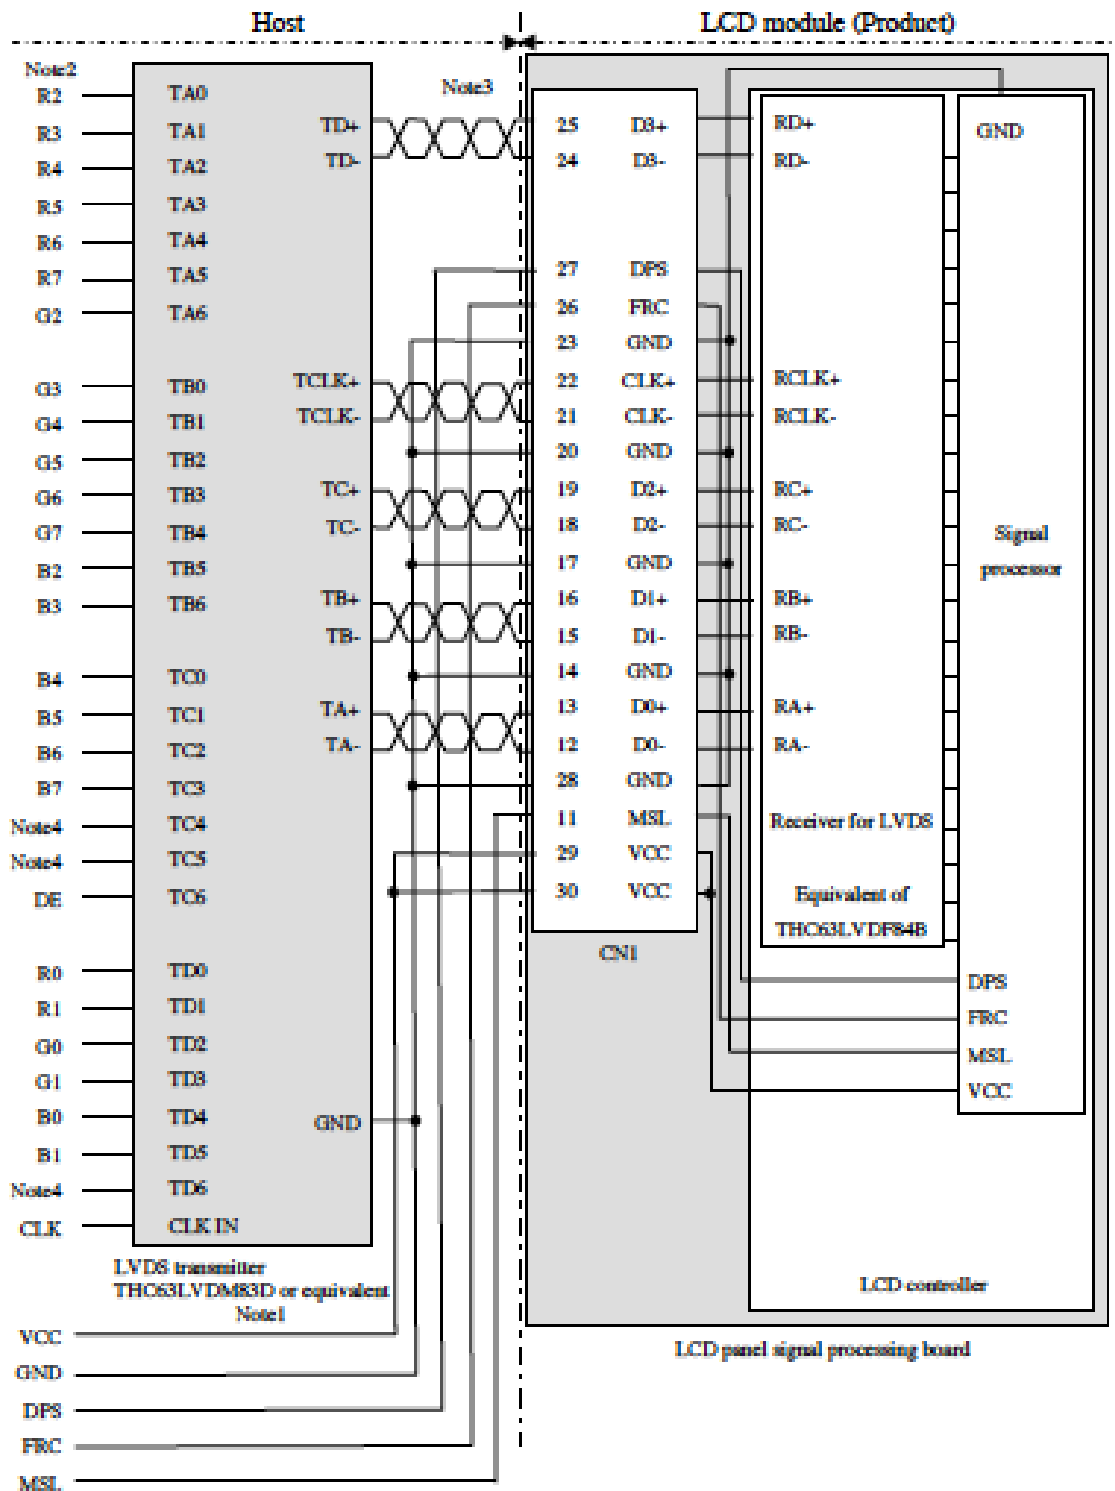 Host
LCD module (Product)
Note2
Note3
R2 TA0
R3 TA1 TD+ 25 D3+ RD+ GND
R4 TA2 TD- 24 D3- RD-
R5 TA3
R6 TA4
R7 TA5 27 DPS
G2 TA6 26 FRC
23 GND
G3 TB0 TCLK+ 22 CLK+ RCLK+
G4 TB1 TCLK- 21 CLK- RCLK-
G5 TB2 20 GND
G6 TB3 TC+ 19 D2+ RC+
G7 TB4 TC- 18 D2- RC-
Signal
processor
B2 TB5 17 GND
B3 TB6 TB+ 16 D1+ RB+
TB- 15 D1- RB-
B4 TC0 14 GND
B5 TC1 TA+ 13 D0+ RA+
B6 TC2 TA- 12 D0- RA-
B7 TC3 28 GND
Note4 TC4 11 MSL Receiver for LVDS
Note4 TC5 29 VCC
DE TC6 30 VCC Equivalent of
THC63LVDF84B
CN1
R0 TD0 DPS
R1 TD1 FRC
G0 TD2 MSL
G1 TD3 VCC
B0 TD4 GND
B1 TD5
Note4 TD6
CLK CLK IN
LVDS transmitter
THC63LVDM83D or equivalent
Note1
LCD controller
LCD panel signal processing board
VCC
GND
DPS
FRC
MSL